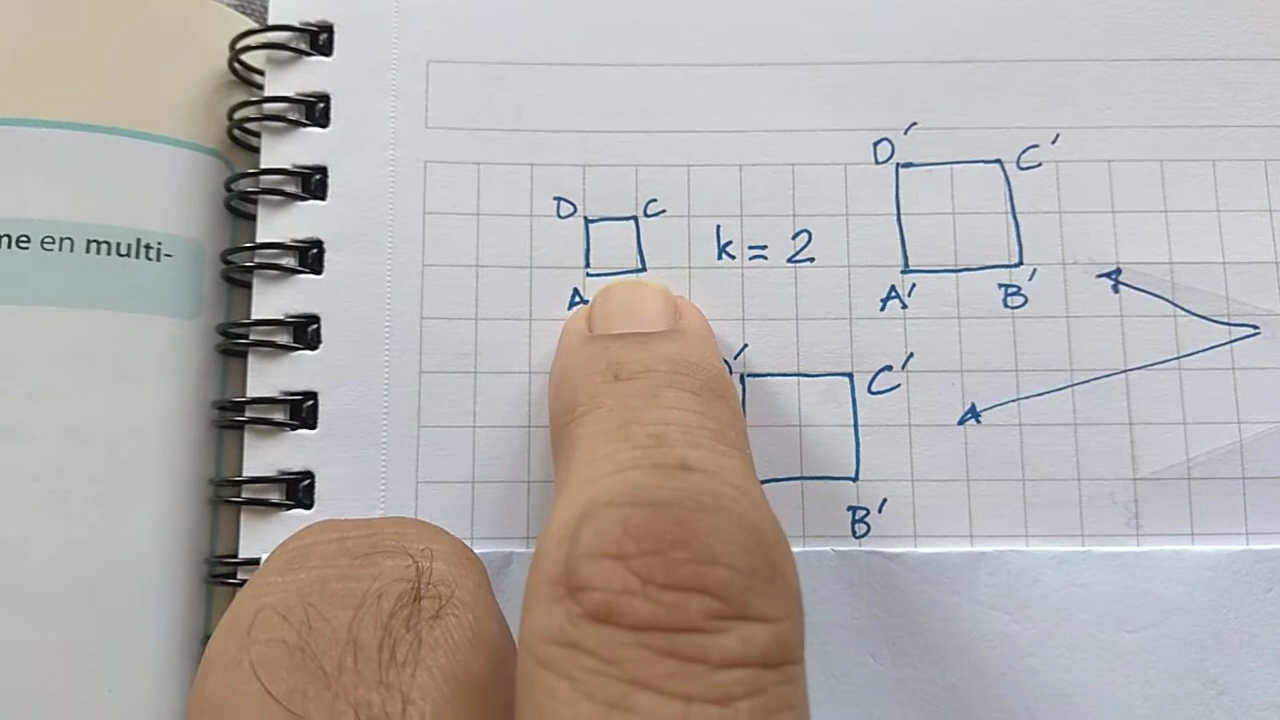 me en multi-
D' C'
D C
k = 2
A A' B'
C'
B'